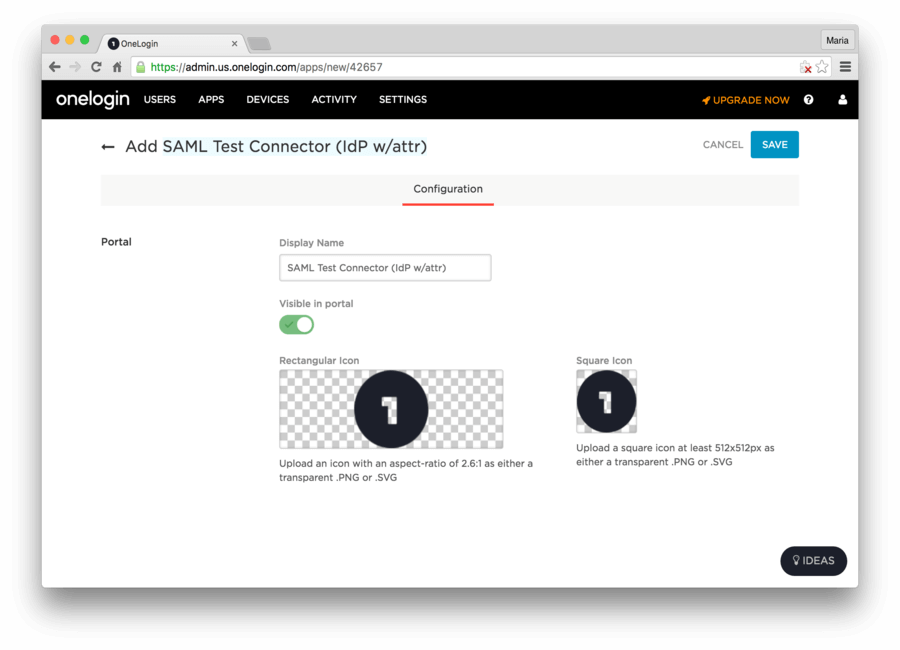 OneLogin
Maria
https://admin.us.onelogin.com/apps/new/42657
onelogin USERS APPS DEVICES ACTIVITY SETTINGS UPGRADE NOW
← Add SAML Test Connector (IdP w/attr) CANCEL SAVE
Configuration
Portal
Display Name
SAML Test Connector (IdP w/attr)
Visible in portal
Rectangular Icon
1
Upload an icon with an aspect-ratio of 2.6:1 as either a
transparent .PNG or .SVG
Square Icon
1
Upload a square icon at least 512x512px as
either a transparent .PNG or .SVG
IDEAS